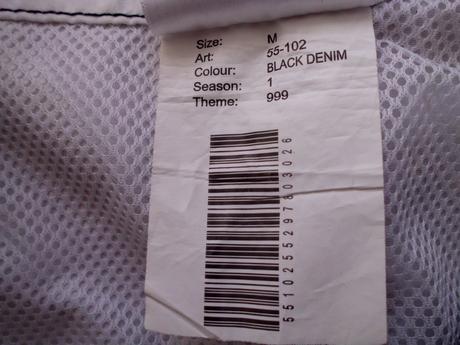 Size: M
Art: 55-102
Colour: BLACK DENIM
Season: 1
Theme: 999
5510255297803026